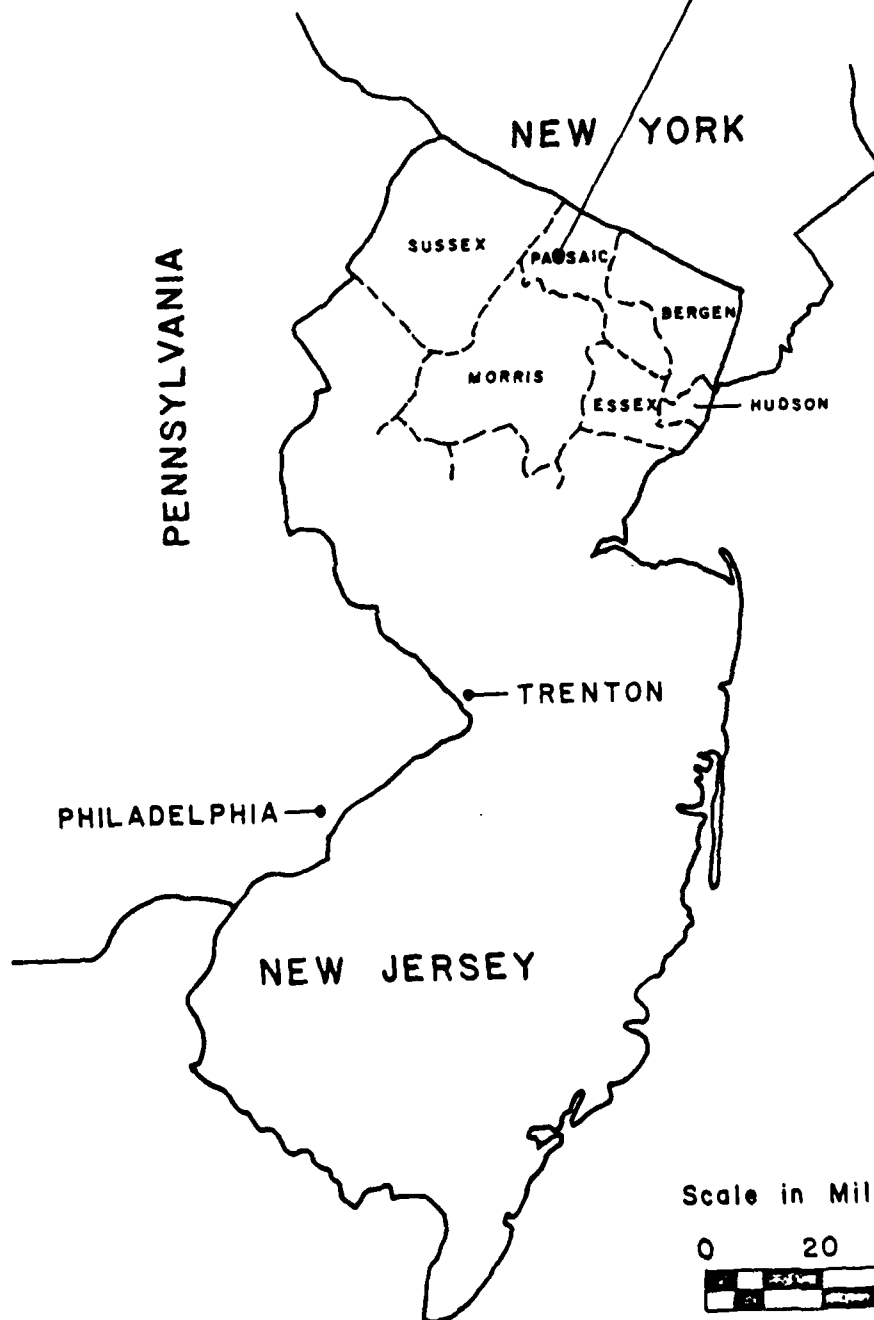 NEW YORK
SUSSEX
PASSAIC
PENNSYLVANIA
BERGEN
MORRIS
ESSEX
HUDSON
TRENTON
PHILADELPHIA
NEW JERSEY
Scale in Mil
0 20